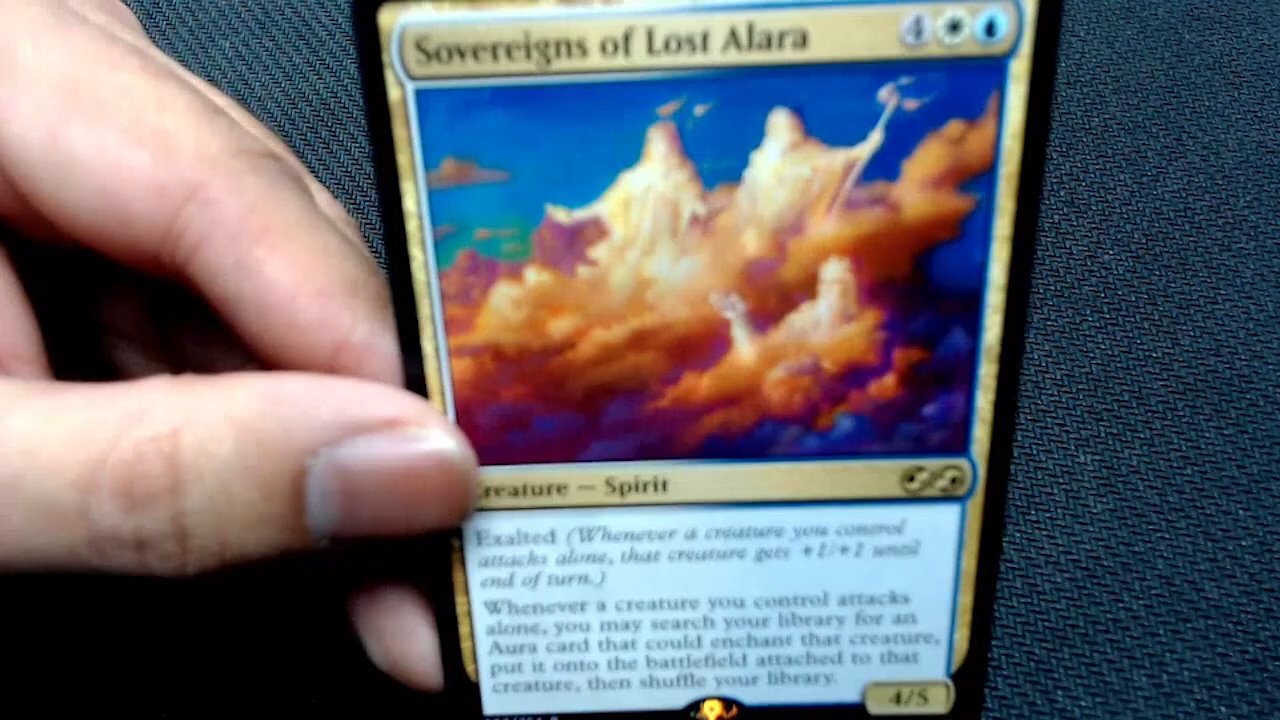 Sovereigns of Lost Alara 4
Creature — Spirit
Exalted (Whenever a creature you control
attacks alone, that creature gets +1/+1 until
end of turn.)
Whenever a creature you control attacks
alone, you may search your library for an
Aura card that could enchant that creature,
put it onto the battlefield attached to that
creature, then shuffle your library.
4/5